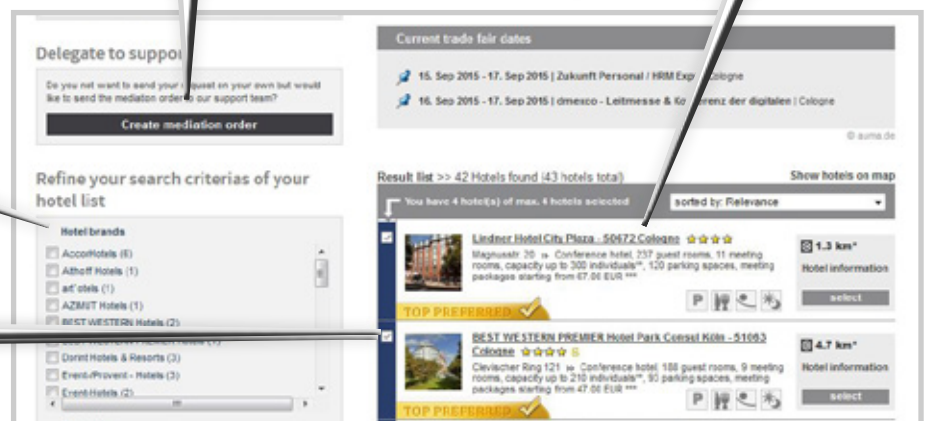 Delegate to suppor
Do you not want to send your request on your own but would
like to send the mediation order to our support team?
Create mediation order
Refine your search criterias of your
hotel list
Hotel brands
AccorHotels (6)
Althoff Hotels (1)
art'otels (1)
AZIMUT Hotels (1)
BEST WESTERN Hotels (2)
Dorint Hotels & Resorts (3)
Event-/Provent - Hotels (3)
Event-Hotels (2)
Current trade fair dates
15. Sep 2015 - 17. Sep 2015 | Zukunft Personal / HRM Exp Cologne
16. Sep 2015 - 17. Sep 2015 | dmexco - Leitmesse & Ko erenz der digitalen | Cologne
© auma.de
Result list >> 42 Hotels found (43 hotels total)
Show hotels on map
You have 4 hotel(s) of max. 4 hotels selected
sorted by: Relevance
Lindner Hotel City Plaza - 50672 Cologne
Magnusstr. 20 » Conference hotel, 237 guest rooms, 11 meeting
rooms, capacity up to 300 individuals**, 120 parking spaces, meeting
packages starting from 67.00 EUR ***
1.3 km*
Hotel information
select
P
TOP PREFERRED
BEST WESTERN PREMIER Hotel Park Consul Köln - 51063
Cologne S
Clevischer Ring 121 » Conference hotel, 188 guest rooms, 9 meeting
rooms, capacity up to 210 individuals**, 90 parking spaces, meeting
packages starting from 47.00 EUR ***
4.7 km*
Hotel information
select
P
TOP PREFERRED